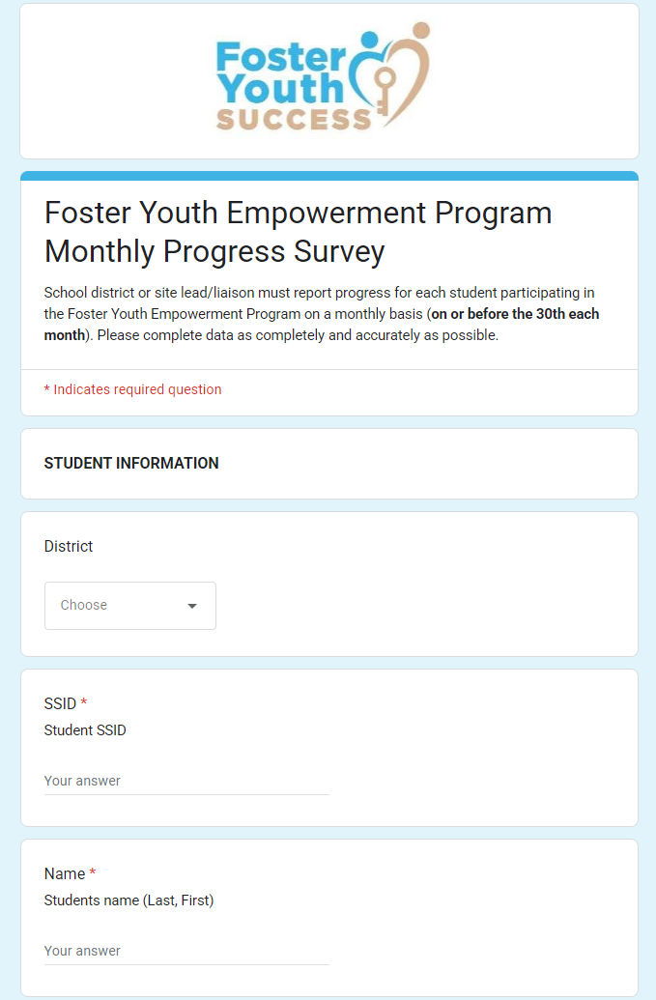 Foster
Youth
SUCCESS
Foster Youth Empowerment Program
Monthly Progress Survey
School district or site lead/liaison must report progress for each student participating in
the Foster Youth Empowerment Program on a monthly basis (on or before the 30th each
month). Please complete data as completely and accurately as possible.
* Indicates required question
STUDENT INFORMATION
District
Choose
SSID *
Student SSID
Your answer
Name *
Students name (Last, First)
Your answer